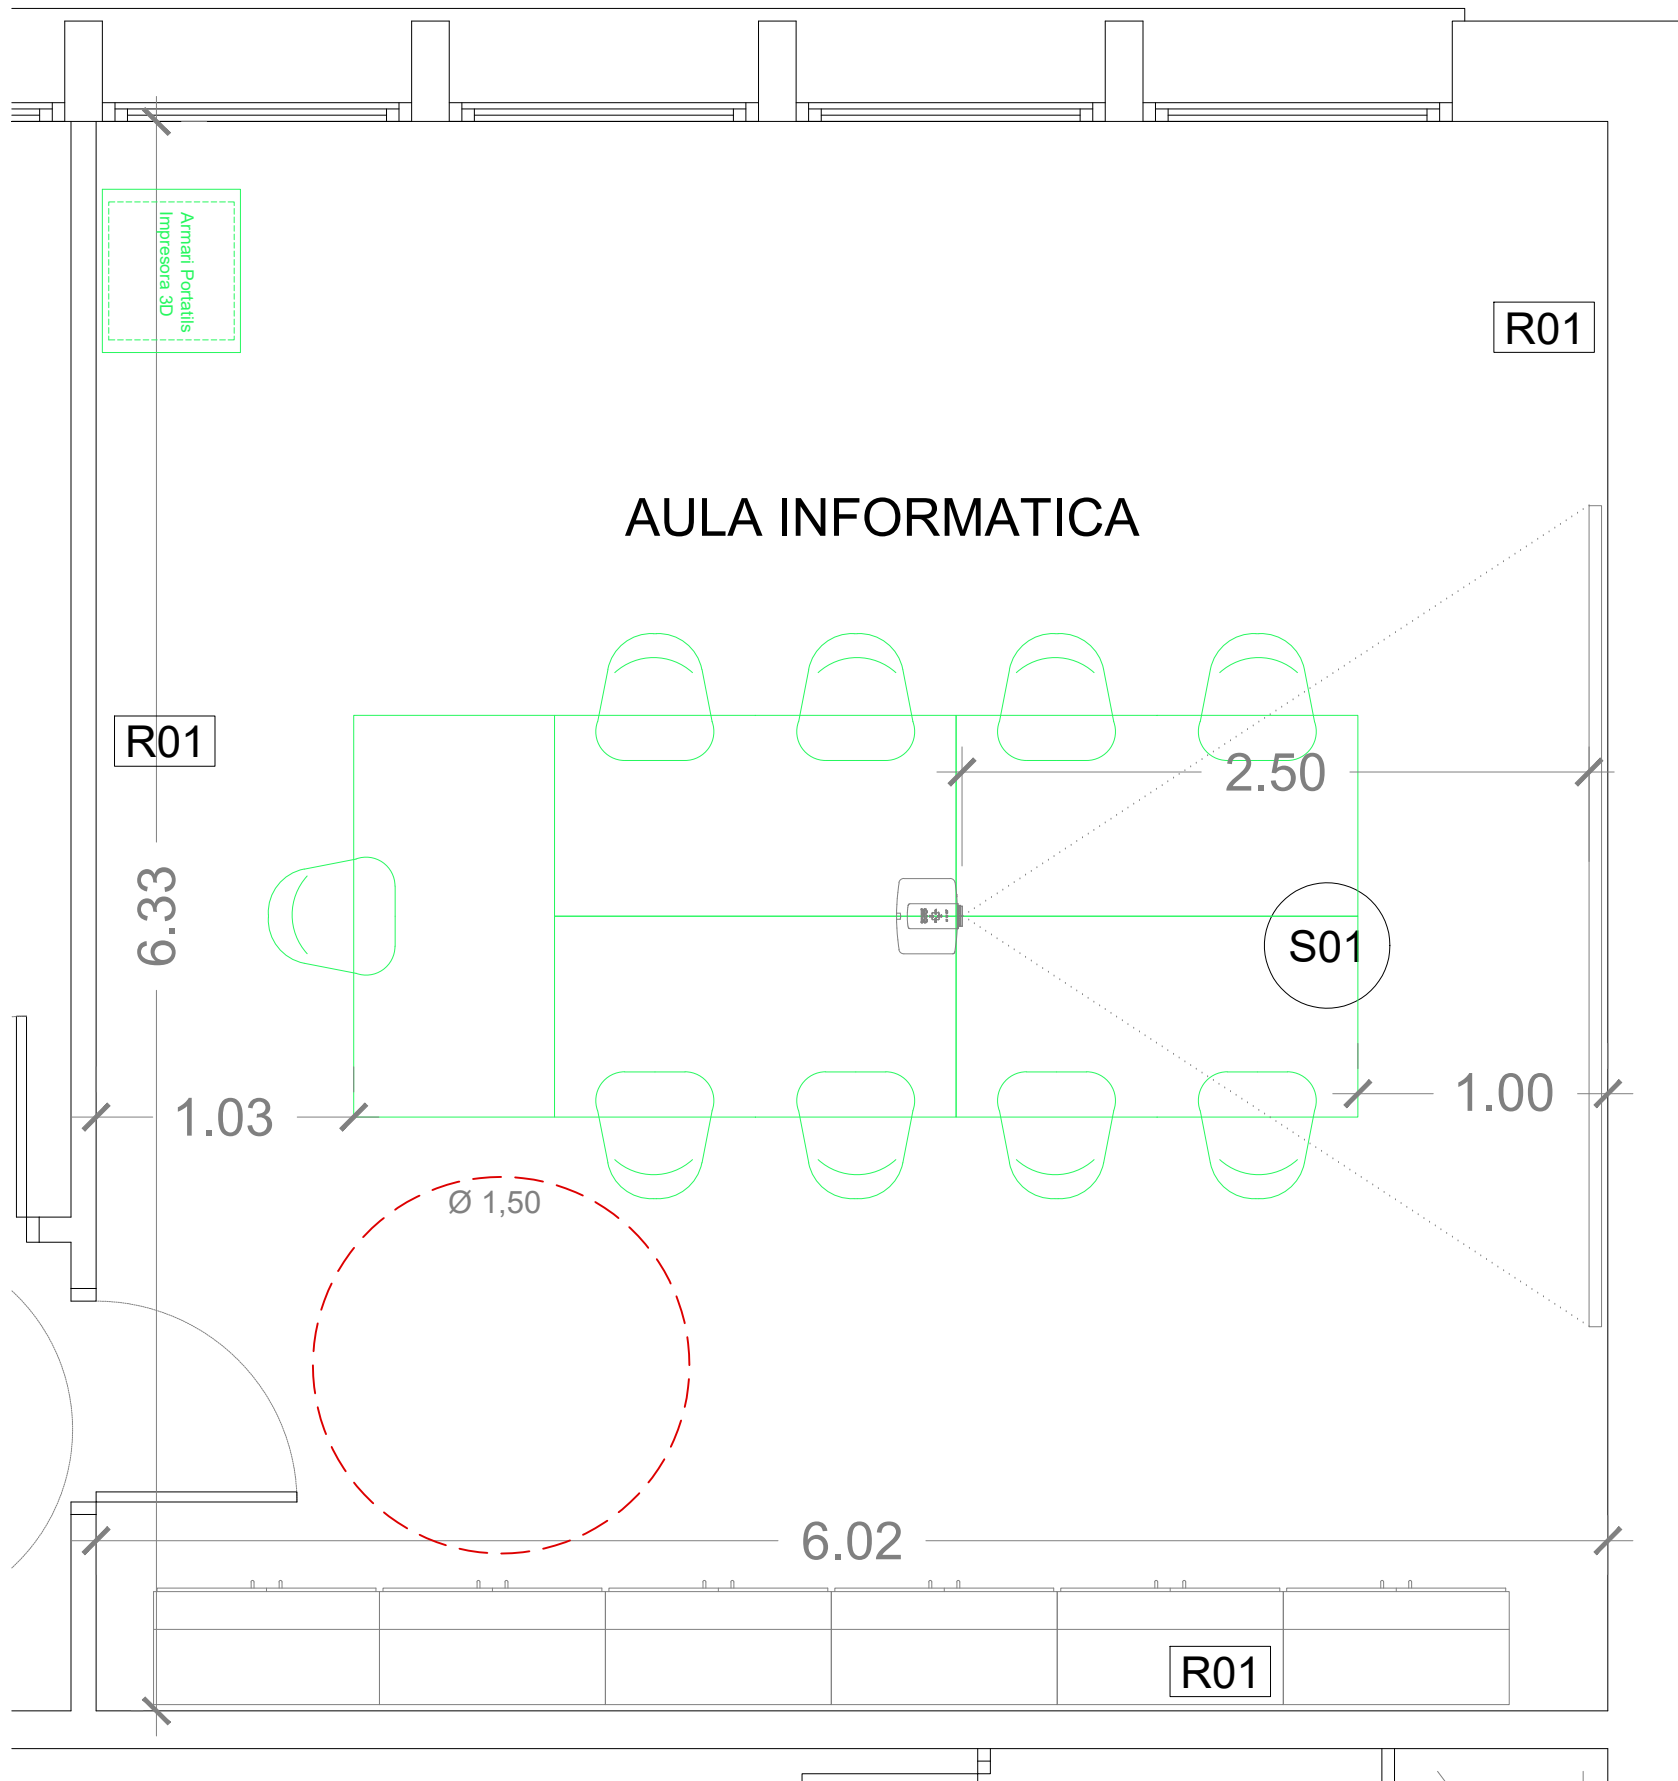 Armari Portatils
Impresora 3D
R01
AULA INFORMATICA
R01
2.50
6.33
S01
1.03
1.00
Ø 1,50
6.02
R01